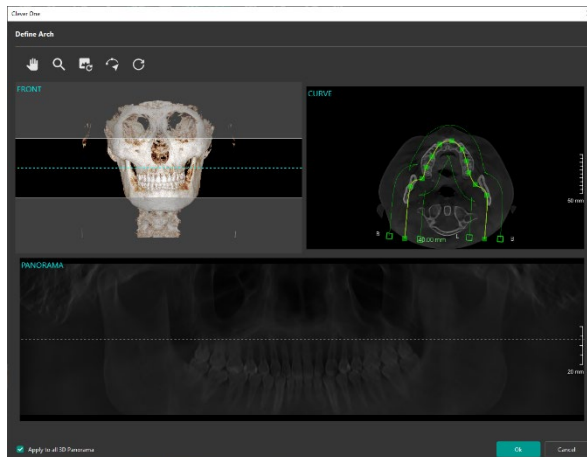 Clever One
Define Arch
FRONT
CURVE
50 mm
B
L
B
PANORAMA
20 mm
Apply to all 3D Panorama
Ok
Cancel